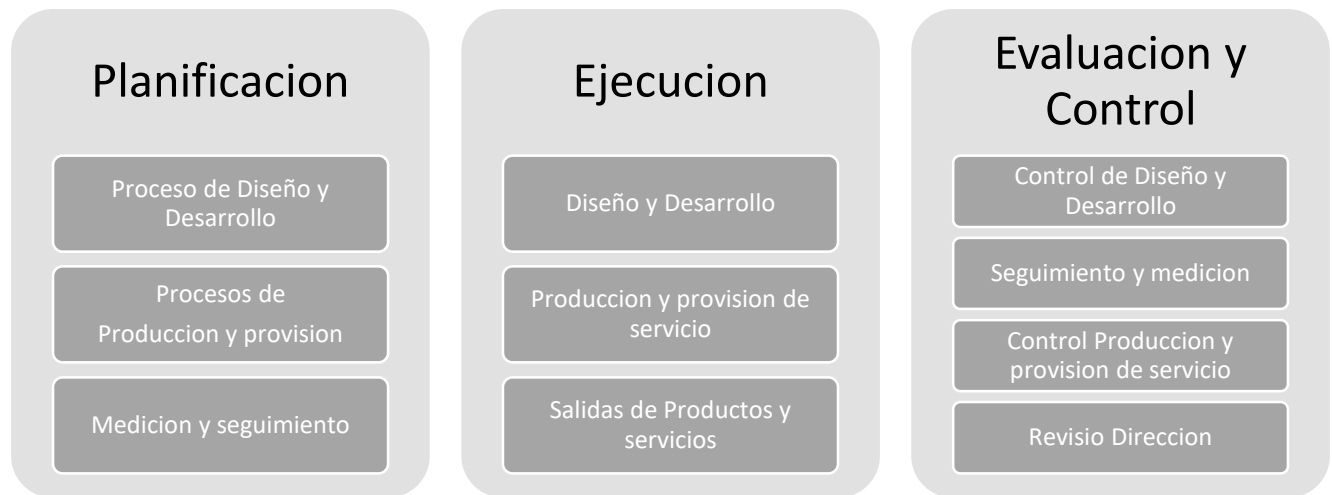 Planificacion
Proceso de Diseño y
Desarrollo
Procesos de
Produccion y provision
Medicion y seguimiento
Ejecucion
Diseño y Desarrollo
Produccion y provision de
servicio
Salidas de Productos y
servicios
Evaluacion y
Control
Control de Diseño y
Desarrollo
Seguimiento y medicion
Control Produccion y
provision de servicio
Revisio Direccion